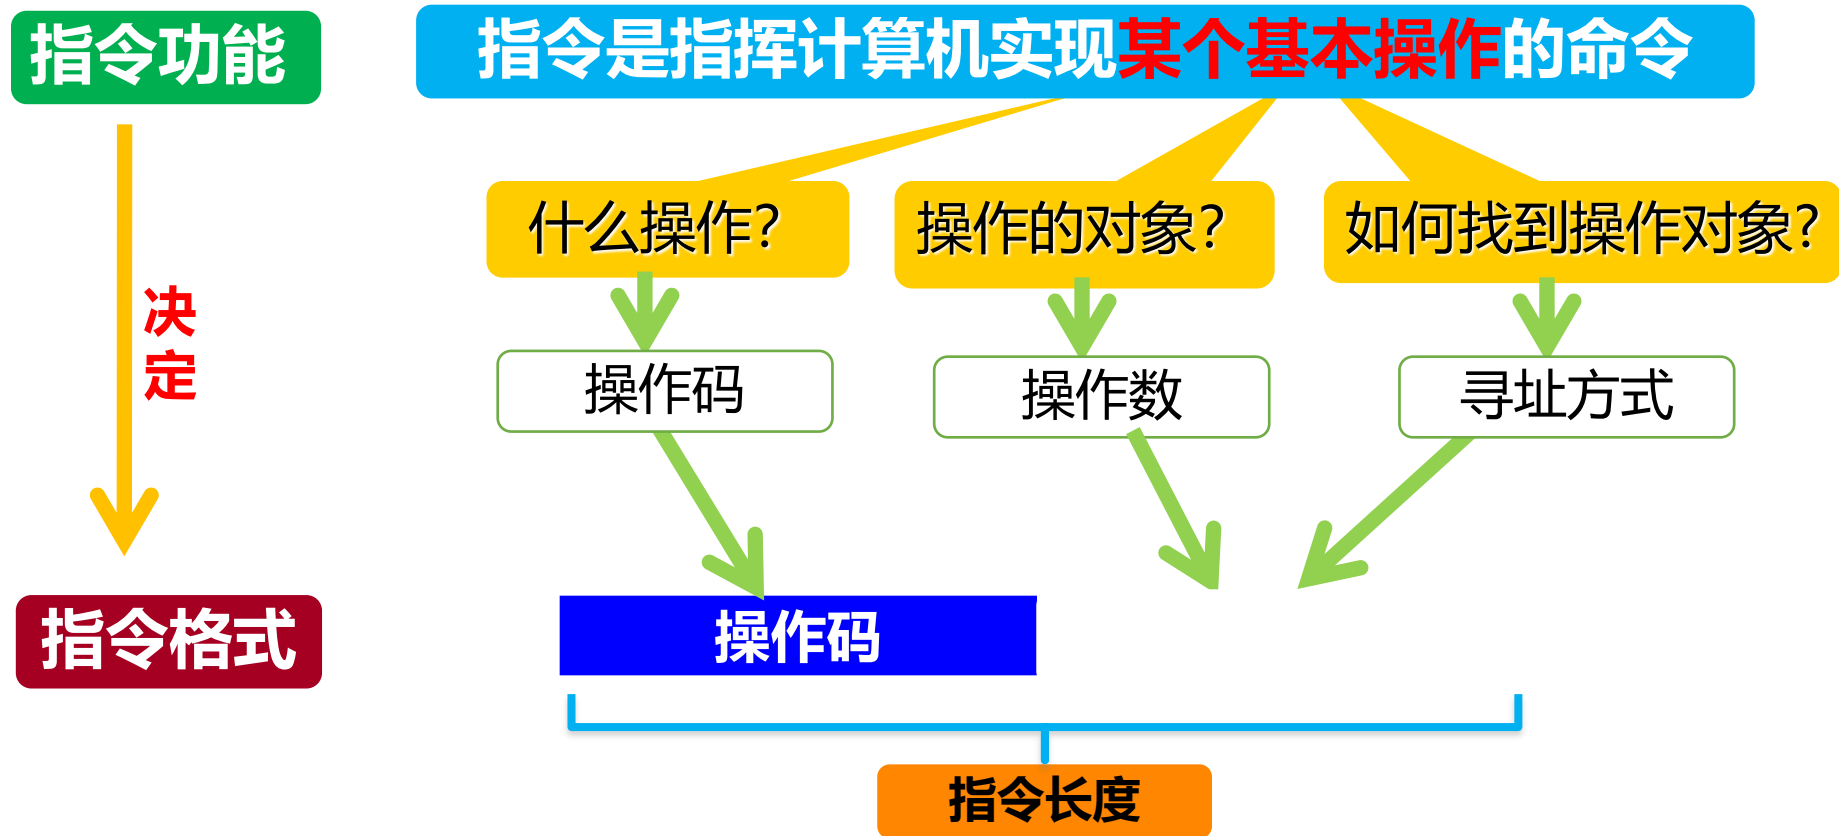 指令功能
指令是指挥计算机实现某个基本操作的命令
什么操作？
操作的对象？
如何找到操作对象？
决
定
操作码
操作数
寻址方式
指令格式
操作码
指令长度